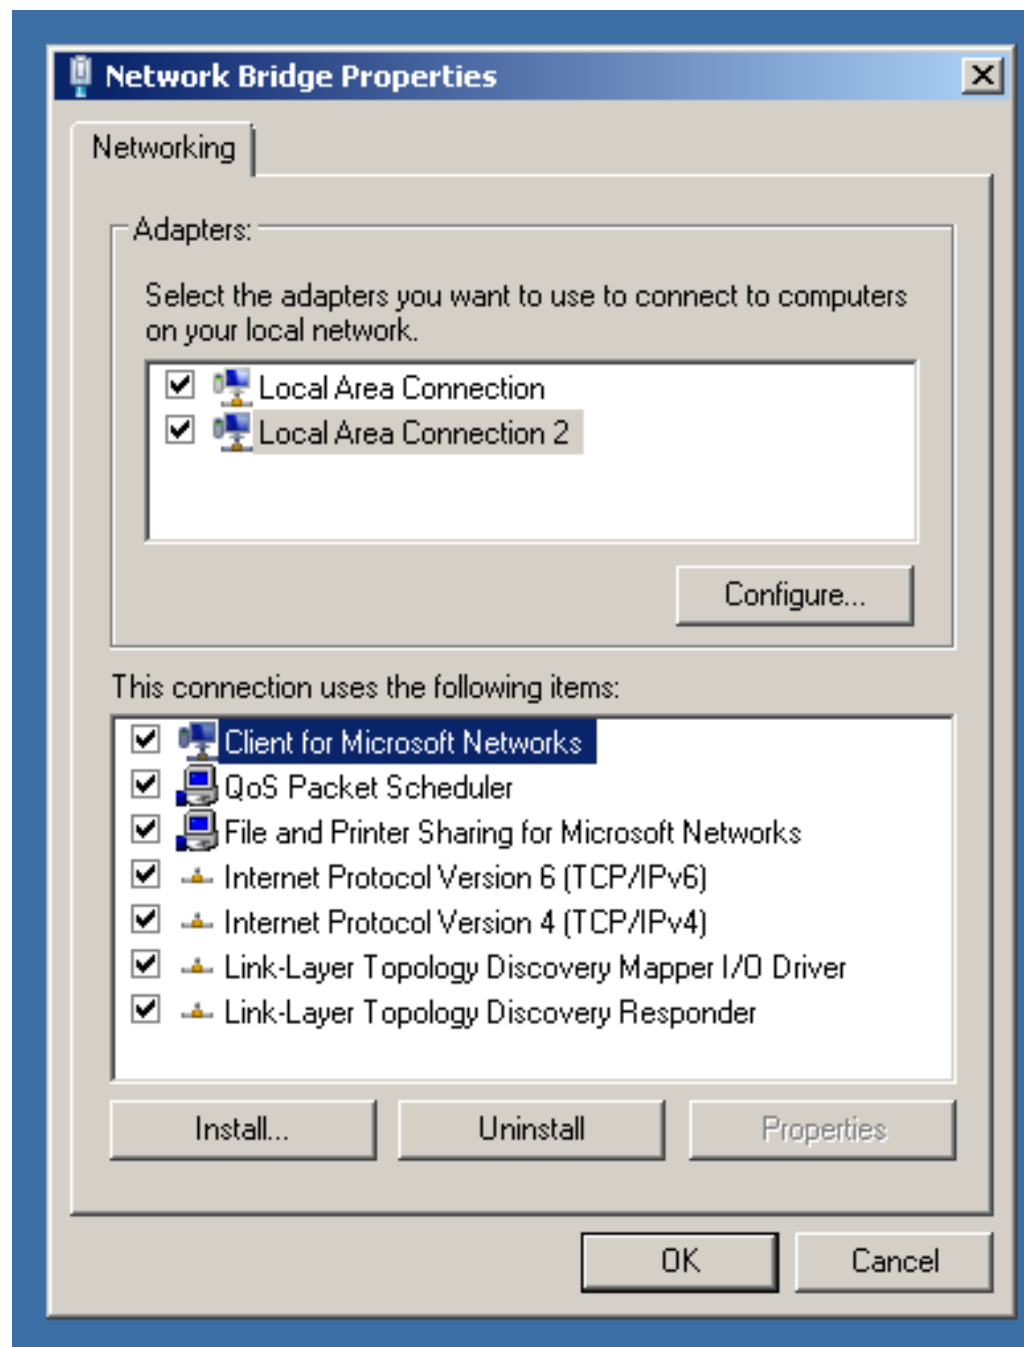 Network Bridge Properties
Networking
Adapters:
Select the adapters you want to use to connect to computers
on your local network.
Local Area Connection
Local Area Connection 2
Configure...
This connection uses the following items:
Client for Microsoft Networks
QoS Packet Scheduler
File and Printer Sharing for Microsoft Networks
Internet Protocol Version 6 (TCP/IPv6)
Internet Protocol Version 4 (TCP/IPv4)
Link-Layer Topology Discovery Mapper I/O Driver
Link-Layer Topology Discovery Responder
Install... Uninstall Properties
OK Cancel